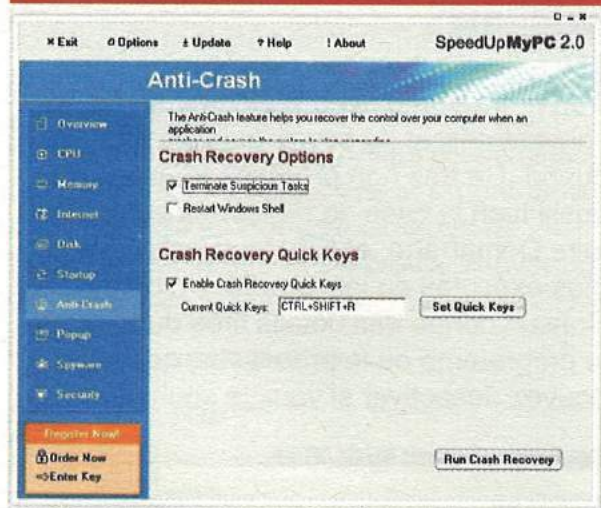 × Exit Options ± Update ? Help ! About SpeedUpMyPC 2.0
Anti-Crash
Overview
CPU
Memory
Internet
Disk
Startup
Anti-Crash
Popup
Spyware
Security
Register Now!
Order Now
Enter Key
The Anti-Crash feature helps you recover the control over your computer when an
application
Crash Recovery Options
Terminate Suspicious Tasks
Restart Windows Shell
Crash Recovery Quick Keys
Enable Crash Recovery Quick Keys
Current Quick Keys: CTRL+SHIFT+R Set Quick Keys
Run Crash Recovery